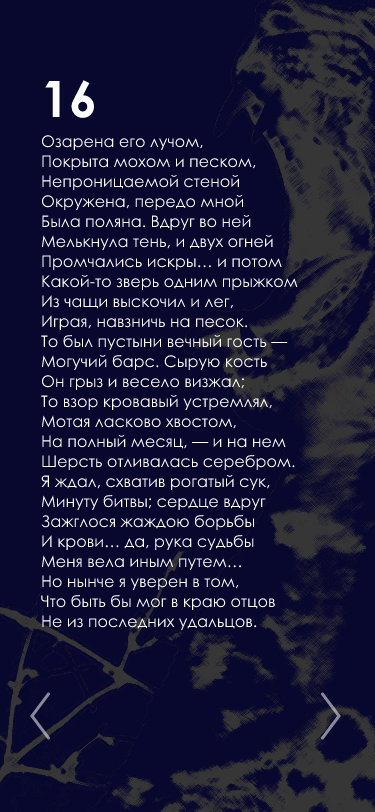 16
Озарена его лучом,
Покрыта мохом и песком,
Непроницаемой стеной
Окружена, передо мной
Была поляна. Вдруг во ней
Мелькнула тень, и двух огней
Промчались искры... и потом
Какой-то зверь одним прыжком
Из чащи выскочил и лег,
Играя, навзничь на песок.
То был пустыни вечный гость —
Могучий барс. Сырую кость
Он грыз и весело визжал;
То взор кровавый устремлял,
Мотая ласково хвостом,
На полный месяц, — и на нем
Шерсть отливалась серебром.
Я ждал, схватив рогатый сук,
Минуту битвы; сердце вдруг
Зажглося жаждою борьбы
И крови... да, рука судьбы
Меня вела иным путем...
Но нынче я уверен в том,
Что быть бы мог в краю отцов
Не из последних удальцов.